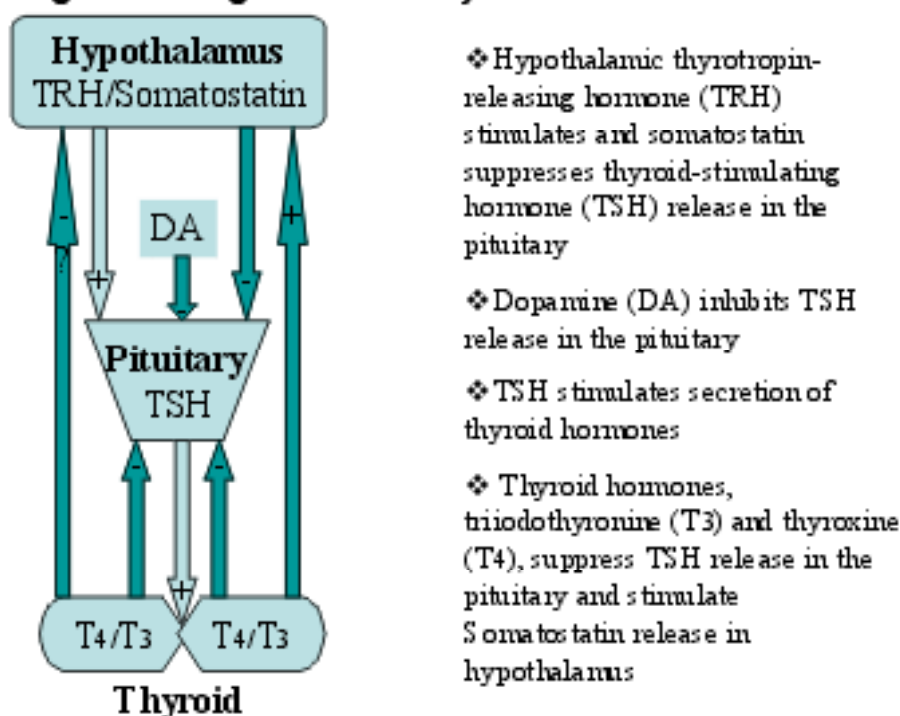 Hypothalamus
TRH/Somatostatin
-
+
?
DA
+
-
-
Pituitary
TSH
-
-
+
T4/T3
T4/T3
Thyroid
❖Hypothalamic thyrotropin-
releasing hormone (TRH)
stimulates and somatostatin
suppresses thyroid-stimulating
hormone (TSH) release in the
pituitary
❖Dopamine (DA) inhibits TSH
release in the pituitary
❖TSH stimulates secretion of
thyroid hormones
❖ Thyroid hormones,
triiodothyronine (T3) and thyroxine
(T4), suppress TSH release in the
pituitary and stimulate
Somatostatin release in
hypothalamus